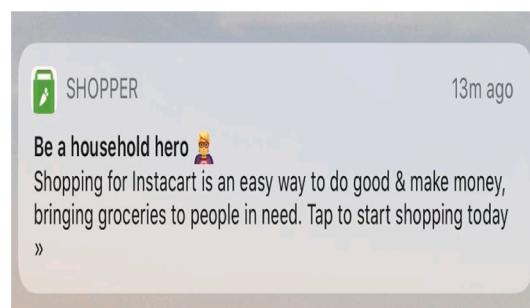 SHOPPER 13m ago
Be a household hero 🦸
Shopping for Instacart is an easy way to do good & make money,
bringing groceries to people in need. Tap to start shopping today
»